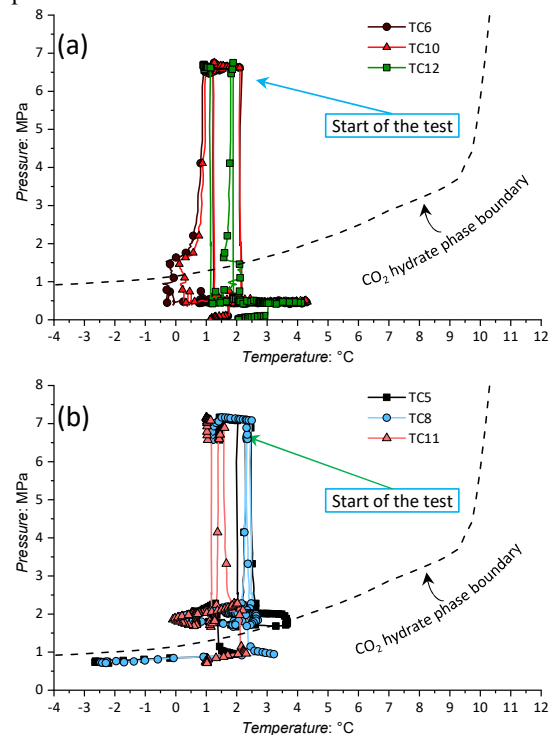 (a)
TC6
TC10
TC12
Start of the test
CO₂ hydrate phase boundary
8
7
6
5
4
3
2
1
0
Pressure: MPa
-4 -3 -2 -1 0 1 2 3 4 5 6 7 8 9 10 11 12
Temperature: °C
(b)
TC5
TC8
TC11
Start of the test
CO₂ hydrate phase boundary
8
7
6
5
4
3
2
1
0
Pressure: MPa
-4 -3 -2 -1 0 1 2 3 4 5 6 7 8 9 10 11 12
Temperature: °C